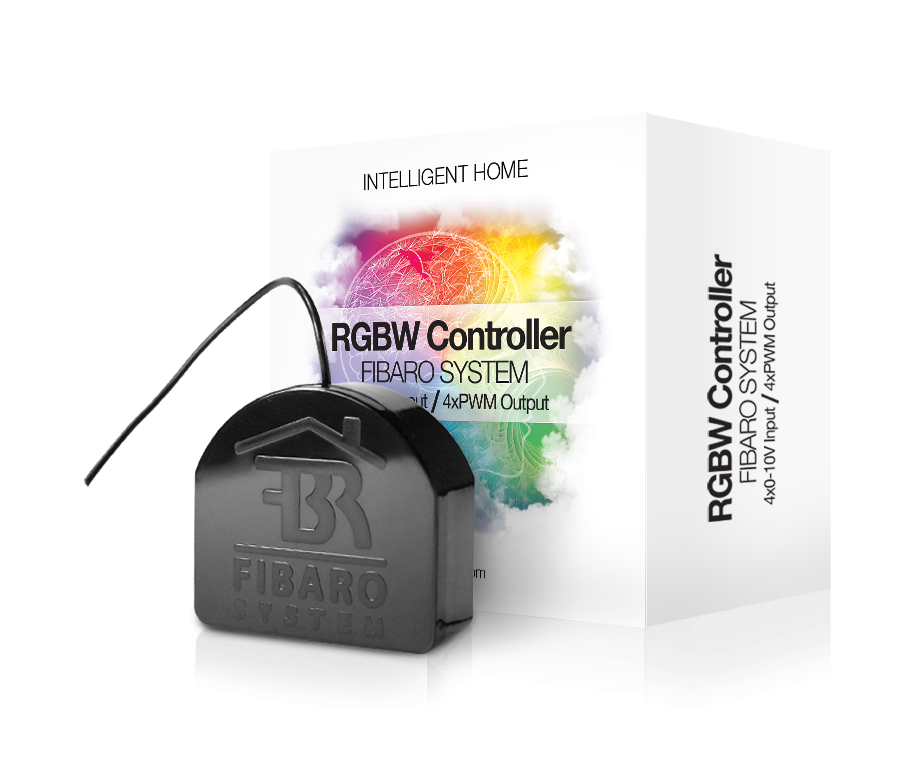 INTELLIGENT HOME
RGBW Controller
FIBARO SYSTEM
/ 4xPWM Output
RGBW Controller
FIBARO SYSTEM
4x0-10V Input / 4xPWM Output
FIBARO
SYSTEM